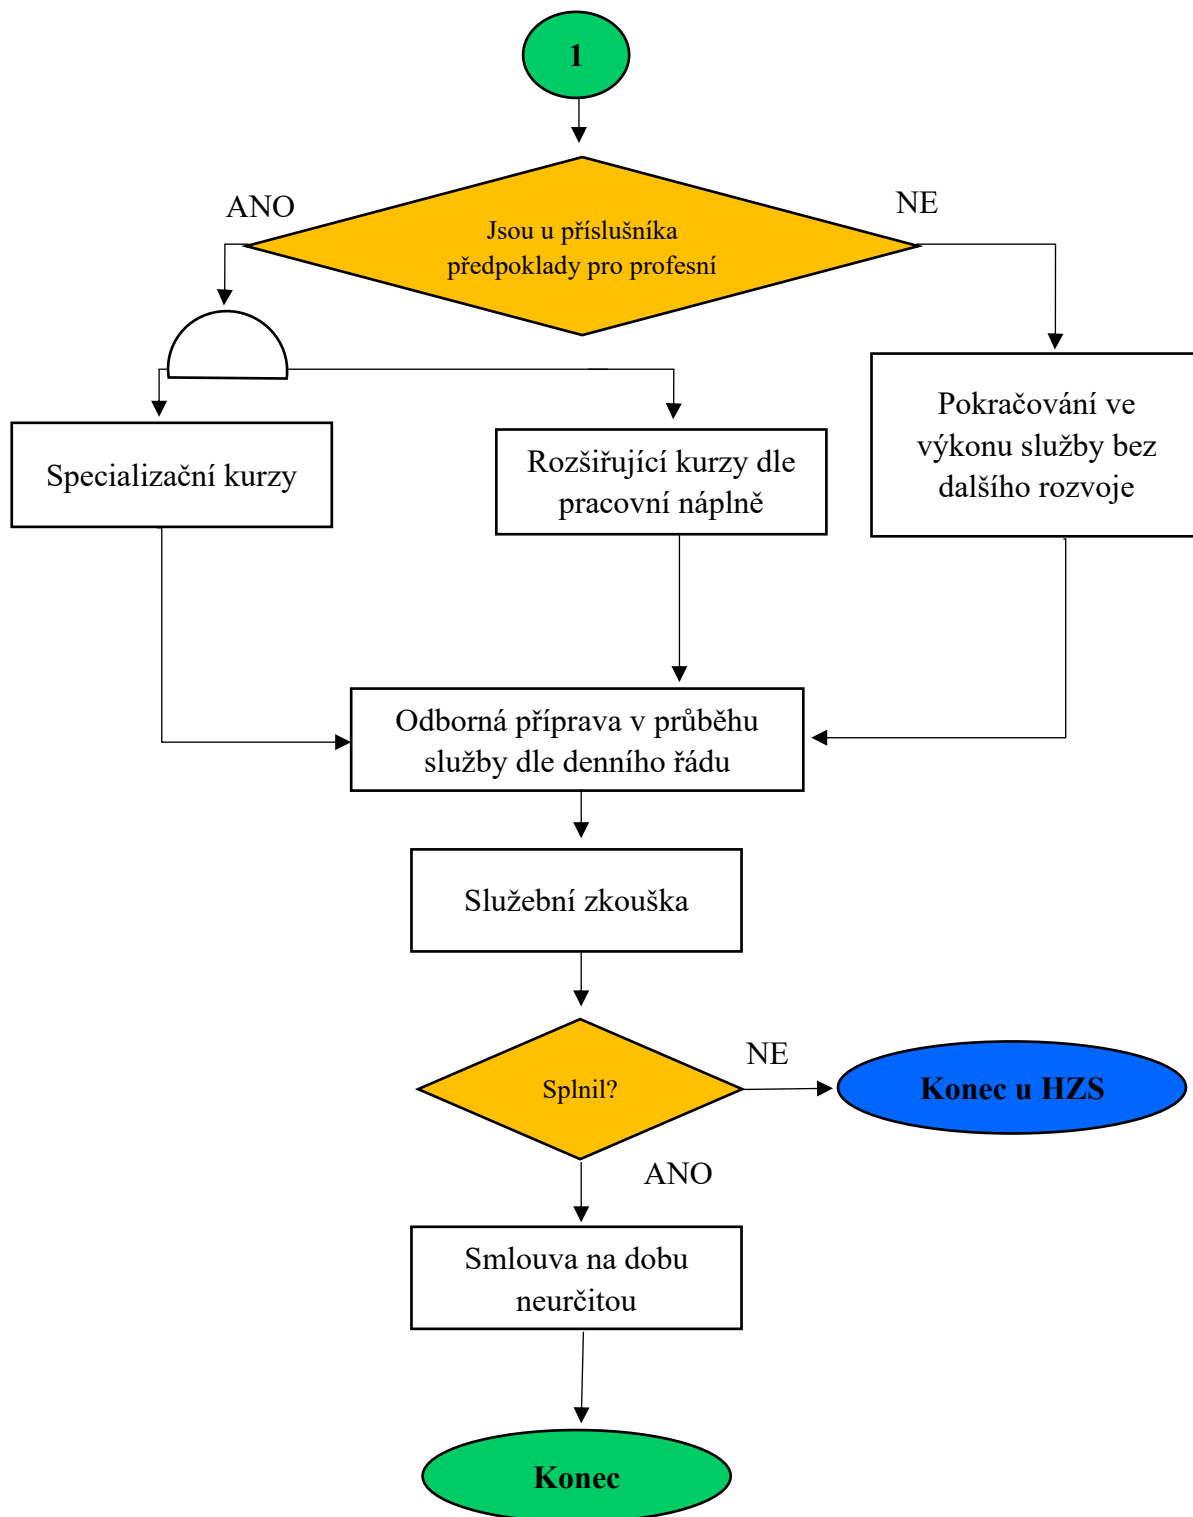 1
ANO
NE
Jsou u příslušníka
předpoklady pro profesní
Specializační kurzy
Rozšiřující kurzy dle
pracovní náplně
Pokračování ve
výkonu služby bez
dalšího rozvoje
Odborná příprava v průběhu
služby dle denního řádu
Služební zkouška
Splnil?
NE
Konec u HZS
ANO
Smlouva na dobu
neurčitou
Konec